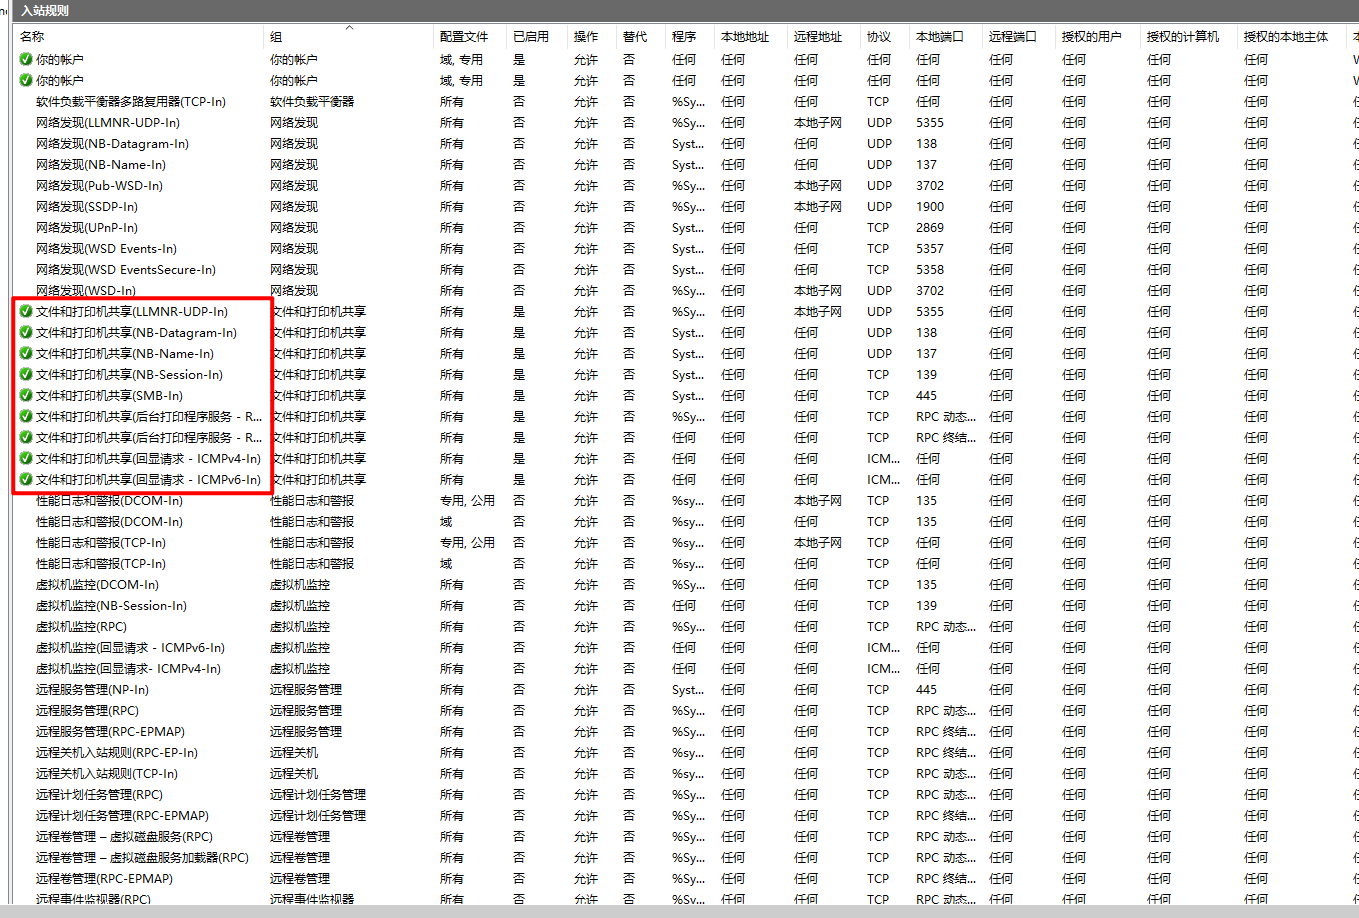 入站规则
名称 组 配置文件 已启用 操作 替代 程序 本地地址 远程地址 协议 本地端口 远程端口 授权的用户 授权的计算机 授权的本地主体
你的帐户 你的帐户 域, 专用 是 允许 否 任何 任何 任何 任何 任何 任何 任何 任何 任何
你的帐户 你的帐户 域, 专用 是 允许 否 任何 任何 任何 任何 任何 任何 任何 任何 任何
软件负载平衡器多路复用器(TCP-In) 软件负载平衡器 所有 否 允许 否 %Sy... 任何 任何 TCP 任何 任何 任何 任何 任何
网络发现(LLMNR-UDP-In) 网络发现 所有 否 允许 否 %Sy... 任何 本地子网 UDP 5355 任何 任何 任何 任何
网络发现(NB-Datagram-In) 网络发现 所有 否 允许 否 Syst... 任何 任何 UDP 138 任何 任何 任何 任何
网络发现(NB-Name-In) 网络发现 所有 否 允许 否 Syst... 任何 任何 UDP 137 任何 任何 任何 任何
网络发现(Pub-WSD-In) 网络发现 所有 否 允许 否 %Sy... 任何 本地子网 UDP 3702 任何 任何 任何 任何
网络发现(SSDP-In) 网络发现 所有 否 允许 否 %Sy... 任何 本地子网 UDP 1900 任何 任何 任何 任何
网络发现(UPnP-In) 网络发现 所有 否 允许 否 Syst... 任何 任何 TCP 2869 任何 任何 任何 任何
网络发现(WSD Events-In) 网络发现 所有 否 允许 否 Syst... 任何 任何 TCP 5357 任何 任何 任何 任何
网络发现(WSD EventsSecure-In) 网络发现 所有 否 允许 否 Syst... 任何 任何 TCP 5358 任何 任何 任何 任何
网络发现(WSD-In) 网络发现 所有 否 允许 否 %Sy... 任何 本地子网 UDP 3702 任何 任何 任何 任何
文件和打印机共享(LLMNR-UDP-In) 文件和打印机共享 所有 是 允许 否 %Sy... 任何 本地子网 UDP 5355 任何 任何 任何 任何
文件和打印机共享(NB-Datagram-In) 文件和打印机共享 所有 是 允许 否 Syst... 任何 任何 UDP 138 任何 任何 任何 任何
文件和打印机共享(NB-Name-In) 文件和打印机共享 所有 是 允许 否 Syst... 任何 任何 UDP 137 任何 任何 任何 任何
文件和打印机共享(NB-Session-In) 文件和打印机共享 所有 是 允许 否 Syst... 任何 任何 TCP 139 任何 任何 任何 任何
文件和打印机共享(SMB-In) 文件和打印机共享 所有 是 允许 否 Syst... 任何 任何 TCP 445 任何 任何 任何 任何
文件和打印机共享(后台打印程序服务 - R... 文件和打印机共享 所有 是 允许 否 %Sy... 任何 任何 TCP RPC 动态... 任何 任何 任何 任何
文件和打印机共享(后台打印程序服务 - R... 文件和打印机共享 所有 是 允许 否 任何 任何 任何 TCP RPC 终结... 任何 任何 任何 任何
文件和打印机共享(回显请求 - ICMPv4-In) 文件和打印机共享 所有 是 允许 否 任何 任何 任何 ICM... 任何 任何 任何 任何 任何
文件和打印机共享(回显请求 - ICMPv6-In) 文件和打印机共享 所有 是 允许 否 任何 任何 任何 ICM... 任何 任何 任何 任何 任何
性能日志和警报(DCOM-In) 性能日志和警报 专用, 公用 否 允许 否 %sy... 任何 本地子网 TCP 135 任何 任何 任何 任何
性能日志和警报(DCOM-In) 性能日志和警报 域 否 允许 否 %sy... 任何 任何 TCP 135 任何 任何 任何 任何
性能日志和警报(TCP-In) 性能日志和警报 专用, 公用 否 允许 否 %sy... 任何 本地子网 TCP 任何 任何 任何 任何 任何
性能日志和警报(TCP-In) 性能日志和警报 域 否 允许 否 %sy... 任何 任何 TCP 任何 任何 任何 任何 任何
虚拟机监控(DCOM-In) 虚拟机监控 所有 否 允许 否 %Sy... 任何 任何 TCP 135 任何 任何 任何 任何
虚拟机监控(NB-Session-In) 虚拟机监控 所有 否 允许 否 任何 任何 任何 TCP 139 任何 任何 任何 任何
虚拟机监控(RPC) 虚拟机监控 所有 否 允许 否 %Sy... 任何 任何 TCP RPC 动态... 任何 任何 任何 任何
虚拟机监控(回显请求 - ICMPv6-In) 虚拟机监控 所有 否 允许 否 任何 任何 任何 ICM... 任何 任何 任何 任何 任何
虚拟机监控(回显请求- ICMPv4-In) 虚拟机监控 所有 否 允许 否 任何 任何 任何 ICM... 任何 任何 任何 任何 任何
远程服务管理(NP-In) 远程服务管理 所有 否 允许 否 Syst... 任何 任何 TCP 445 任何 任何 任何 任何
远程服务管理(RPC) 远程服务管理 所有 否 允许 否 %Sy... 任何 任何 TCP RPC 动态... 任何 任何 任何 任何
远程服务管理(RPC-EPMAP) 远程服务管理 所有 否 允许 否 %Sy... 任何 任何 TCP RPC 终结... 任何 任何 任何 任何
远程关机入站规则(RPC-EP-In) 远程关机 所有 否 允许 否 %sy... 任何 任何 TCP RPC 终结... 任何 任何 任何 任何
远程关机入站规则(TCP-In) 远程关机 所有 否 允许 否 %sy... 任何 任何 TCP RPC 动态... 任何 任何 任何 任何
远程计划任务管理(RPC) 远程计划任务管理 所有 否 允许 否 %Sy... 任何 任何 TCP RPC 动态... 任何 任何 任何 任何
远程计划任务管理(RPC-EPMAP) 远程计划任务管理 所有 否 允许 否 %Sy... 任何 任何 TCP RPC 终结... 任何 任何 任何 任何
远程卷管理 – 虚拟磁盘服务(RPC) 远程卷管理 所有 否 允许 否 %Sy... 任何 任何 TCP RPC 动态... 任何 任何 任何 任何
远程卷管理 – 虚拟磁盘服务加载器(RPC) 远程卷管理 所有 否 允许 否 %Sy... 任何 任何 TCP RPC 动态... 任何 任何 任何 任何
远程卷管理(RPC-EPMAP) 远程卷管理 所有 否 允许 否 %Sy... 任何 任何 TCP RPC 终结... 任何 任何 任何 任何
远程事件监视器(RPC) 远程事件监视器 所有 否 允许 否 %Sy... 任何 任何 TCP RPC 动态... 任何 任何 任何 任何